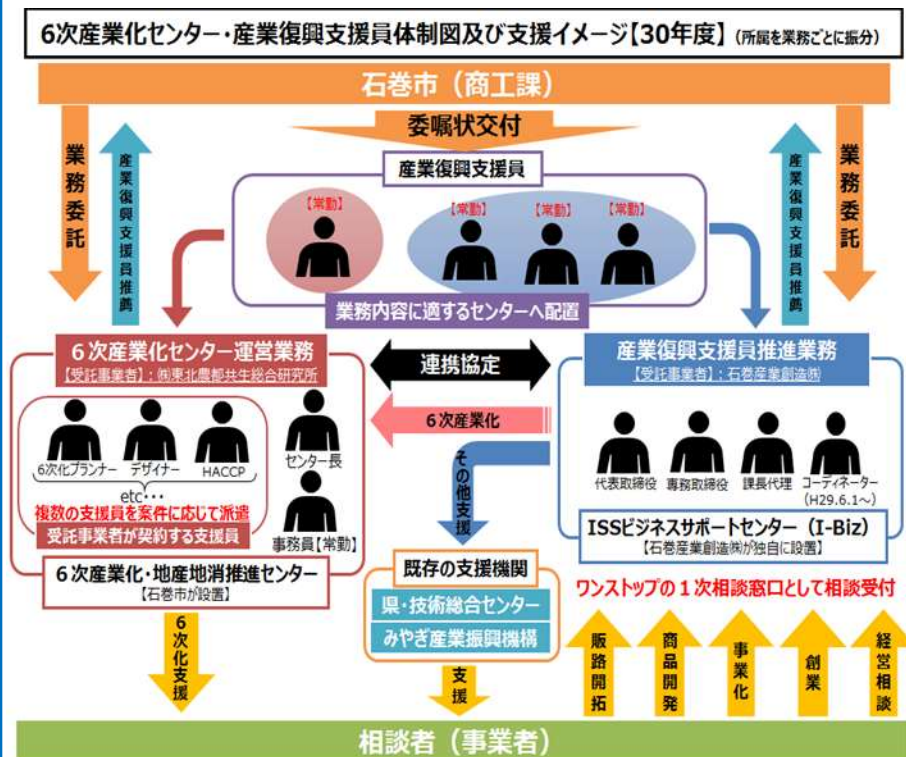 6次産業化センター・産業復興支援員体制図及び支援イメージ【30年度】(所属を業務ごとに振分)
石巻市（商工課）
委嘱状交付
業務委託
産業復興支援員推薦
産業復興支援員
産業復興支援員推薦
業務委託
【常勤】
【常勤】
【常勤】
【常勤】
業務内容に適するセンターへ配置
６次産業化センター運営業務
【受託事業者】：㈱東北農都共生総合研究所
連携協定
産業復興支援員推進業務
【受託事業者】：石巻産業創造㈱
６次産業化
6次化プランナー
デザイナー
HACCP
etc…
複数の支援員を案件に応じて派遣
受託事業者が契約する支援員
センター長
事務員【常勤】
その他支援
代表取締役
専務取締役
課長代理
コーディネーター
（H29.6.1～）
６次産業化・地産地消推進センター
【石巻市が設置】
既存の支援機関
県・技術総合センター
みやぎ産業振興機構
ISSビジネスサポートセンター（I-Biz）
【石巻産業創造㈱が独自に設置】
ワンストップの１次相談窓口として相談受付
６次化支援
支援
販路開拓
商品開発
事業化
創業
経営相談
相談者（事業者）